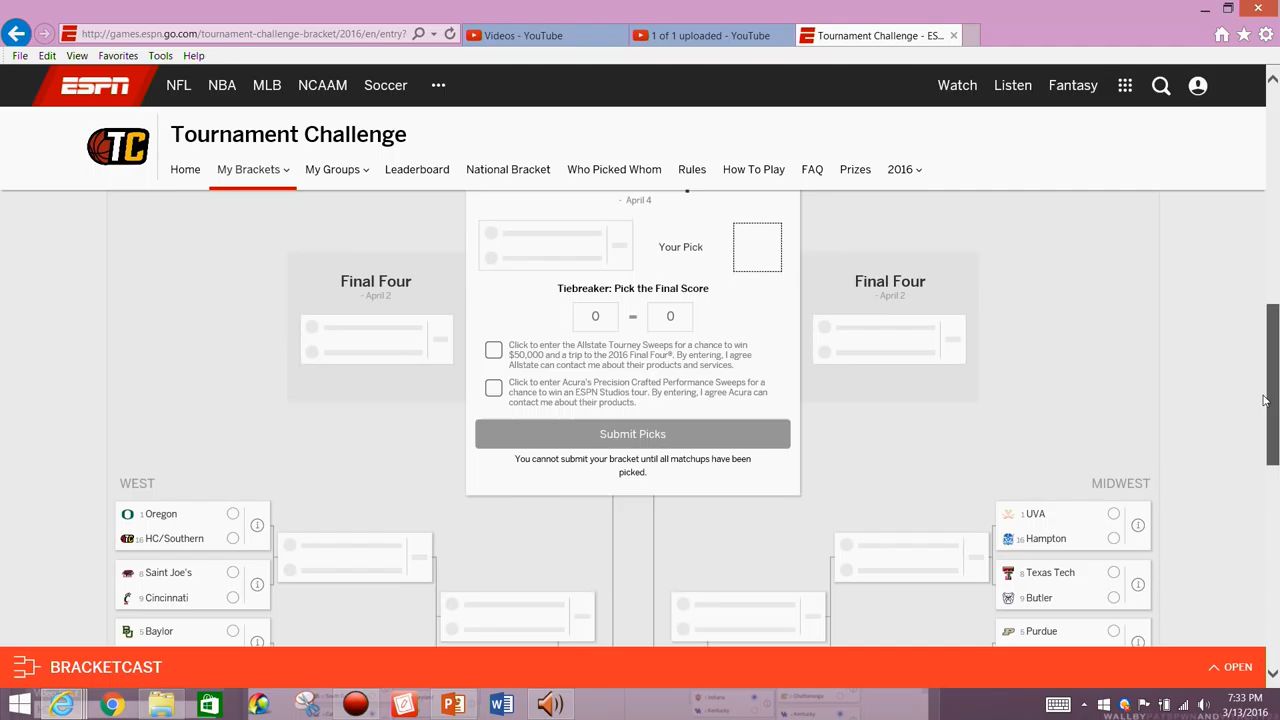 http://games.espn.go.com/tournament-challenge-bracket/2016/en/entry?
Videos - YouTube
1 of 1 uploaded - YouTube
Tournament Challenge - ES...
File Edit View Favorites Tools Help
ESPN NFL NBA MLB NCAAM Soccer ••• Watch Listen Fantasy
TC Tournament Challenge
Home My Brackets My Groups Leaderboard National Bracket Who Picked Whom Rules How To Play FAQ Prizes 2016
- April 4
Your Pick
Final Four
- April 2
Tiebreaker: Pick the Final Score
0 - 0
Click to enter the Allstate Tourney Sweeps for a chance to win
$50,000 and a trip to the 2016 Final Four®. By entering, I agree
Allstate can contact me about their products and services.
Click to enter Acura's Precision Crafted Performance Sweeps for a
chance to win an ESPN Studios tour. By entering, I agree Acura can
contact me about their products.
Submit Picks
You cannot submit your bracket until all matchups have been
picked.
Final Four
- April 2
WEST
1 Oregon
16 HC/Southern
8 Saint Joe's
9 Cincinnati
5 Baylor
MIDWEST
1 UVA
16 Hampton
8 Texas Tech
9 Butler
5 Purdue
BRACKETCAST
OPEN
Indiana
Kentucky
Chattanooga
Kentucky
7:33 PM
3/13/2016